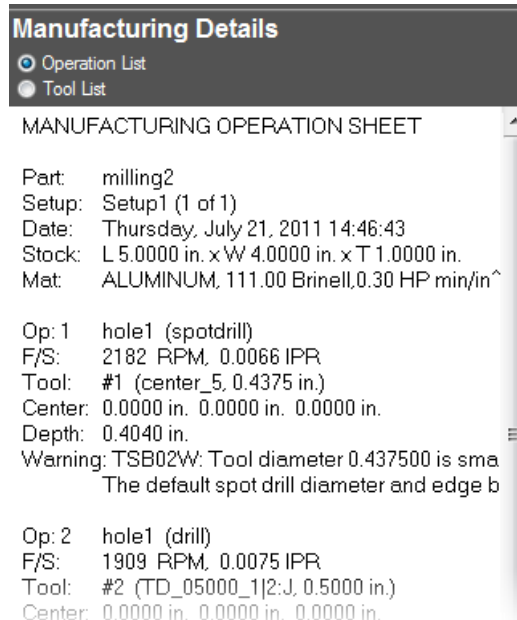 Manufacturing Details
Operation List
Tool List
MANUFACTURING OPERATION SHEET
Part: milling2
Setup: Setup1 (1 of 1)
Date: Thursday, July 21, 2011 14:46:43
Stock: L 5.0000 in. x W 4.0000 in. x T 1.0000 in.
Mat: ALUMINUM, 111.00 Brinell,0.30 HP min/in^
Op: 1 hole1 (spotdrill)
F/S: 2182 RPM, 0.0066 IPR
Tool: #1 (center_5, 0.4375 in.)
Center: 0.0000 in. 0.0000 in. 0.0000 in.
Depth: 0.4040 in.
Warning: TSB02W: Tool diameter 0.437500 is sma
The default spot drill diameter and edge b
Op: 2 hole1 (drill)
F/S: 1909 RPM, 0.0075 IPR
Tool: #2 (TD_05000_1|2:J, 0.5000 in.)
Center: 0.0000 in. 0.0000 in. 0.0000 in.